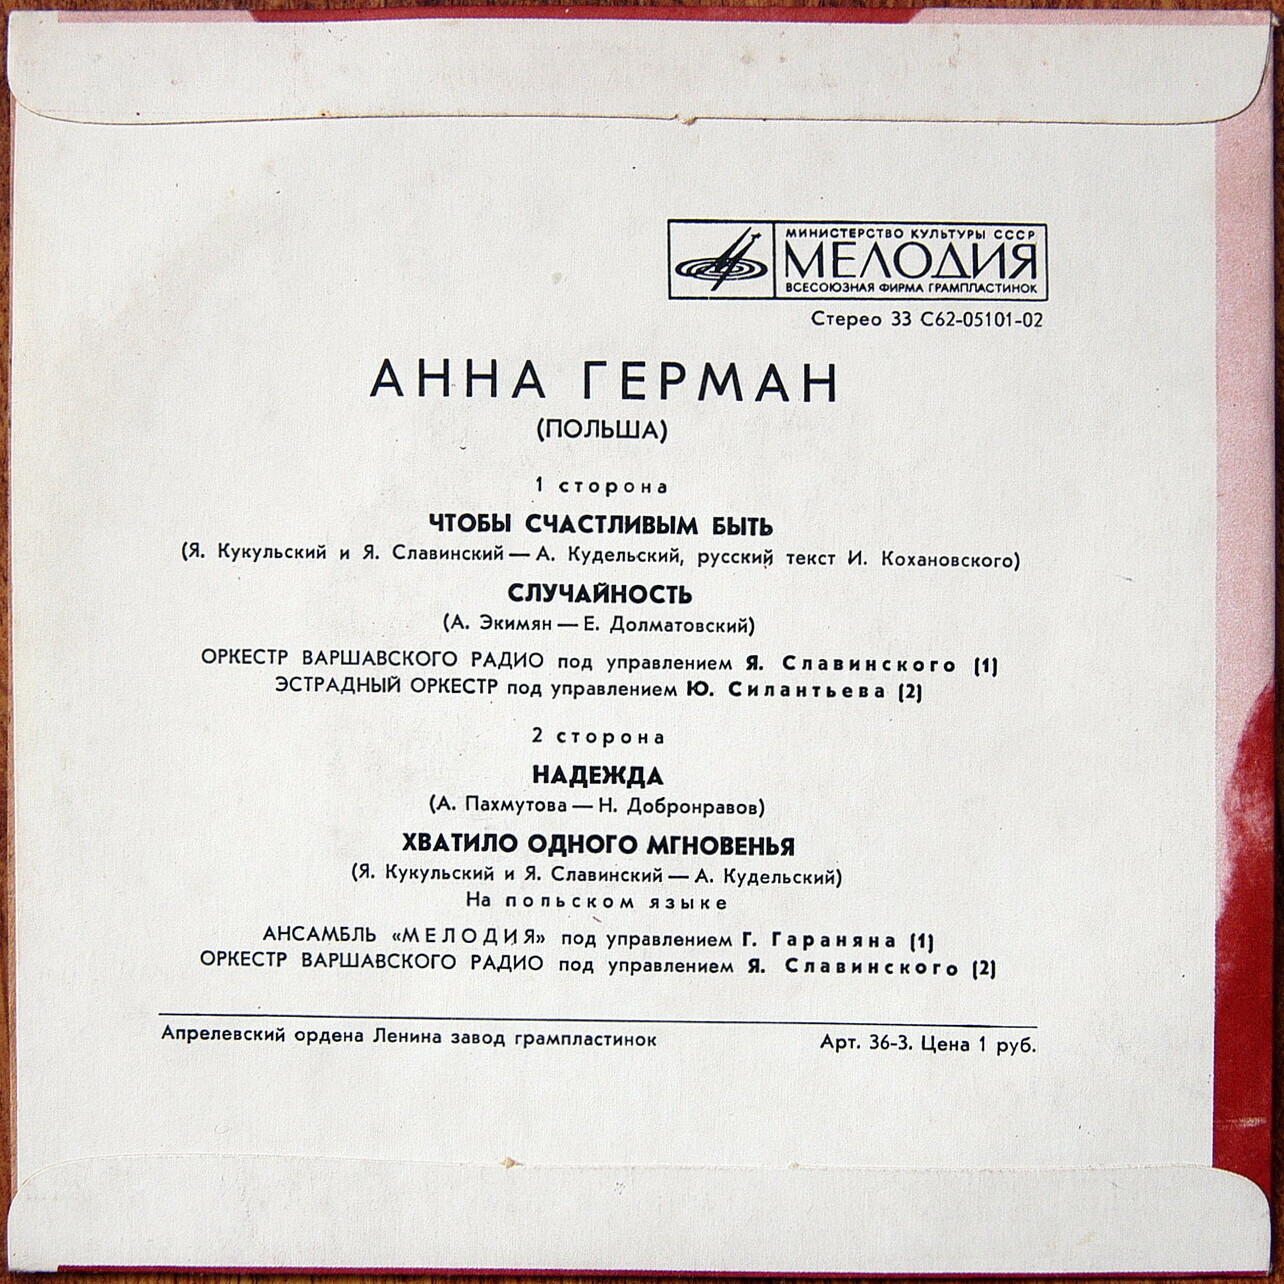 МИНИСТЕРСТВО КУЛЬТУРЫ СССР
МЕЛОДИЯ
ВСЕСОЮЗНАЯ ФИРМА ГРАМПЛАСТИНОК
Стерео 33 С62-05101-02
АННА ГЕРМАН
(ПОЛЬША)
1 сторона
ЧТОБЫ СЧАСТЛИВЫМ БЫТЬ
(Я. Кукульский и Я. Славинский — А. Кудельский, русский текст И. Кохановского)
СЛУЧАЙНОСТЬ
(А. Экимян — Е. Долматовский)
ОРКЕСТР ВАРШАВСКОГО РАДИО под управлением Я. Славинского (1)
ЭСТРАДНЫЙ ОРКЕСТР под управлением Ю. Силантьева (2)
2 сторона
НАДЕЖДА
(А. Пахмутова — Н. Добронравов)
ХВАТИЛО ОДНОГО МГНОВЕНЬЯ
(Я. Кукульский и Я. Славинский — А. Кудельский)
На польском языке
АНСАМБЛЬ «МЕЛОДИЯ» под управлением Г. Гараняна (1)
ОРКЕСТР ВАРШАВСКОГО РАДИО под управлением Я. Славинского (2)
Апрелевский ордена Ленина завод грампластинок
Арт. 36-3. Цена 1 руб.